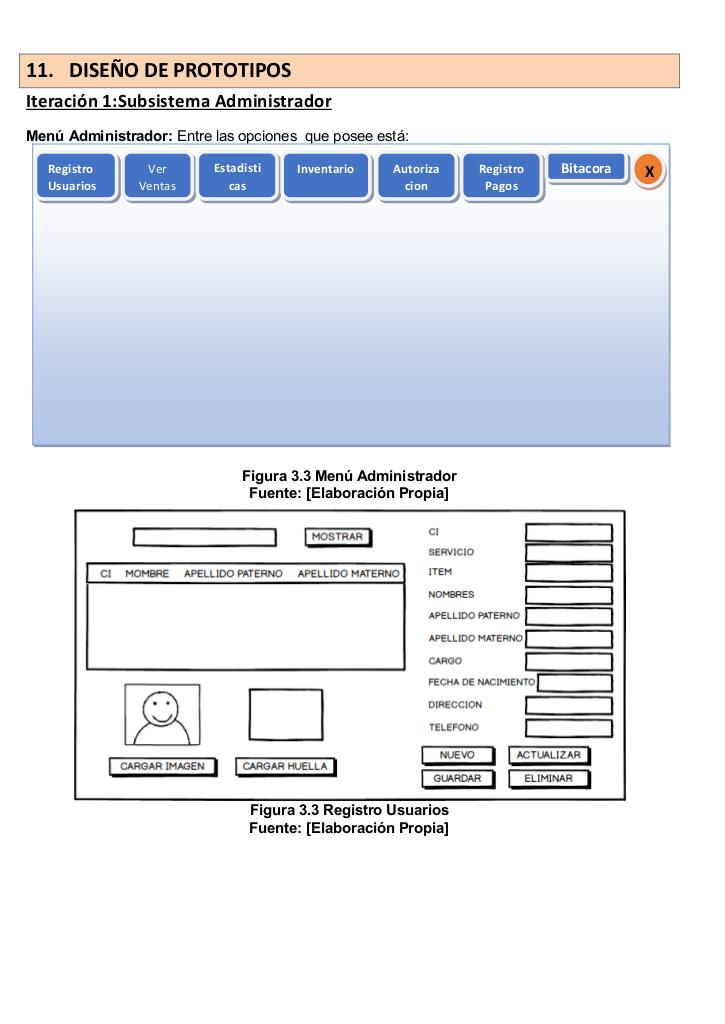 11. DISEÑO DE PROTOTIPOS
Iteración 1:Subsistema Administrador
Menú Administrador: Entre las opciones que posee está:
Registro
Usuarios
Ver
Ventas
Estadisti
cas
Inventario
Autoriza
cion
Registro
Pagos
Bitacora
X
Figura 3.3 Menú Administrador
Fuente: [Elaboración Propia]
MOSTRAR
CI MOMBRE APELLIDO PATERNO APELLIDO MATERNO
CARGAR IMAGEN
CARGAR HUELLA
CI
SERVICIO
ITEM
NOMBRES
APELLIDO PATERNO
APELLIDO MATERNO
CARGO
FECHA DE NACIMIENTO
DIRECCION
TELEFONO
NUEVO
ACTUALIZAR
GUARDAR
ELIMINAR
Figura 3.3 Registro Usuarios
Fuente: [Elaboración Propia]